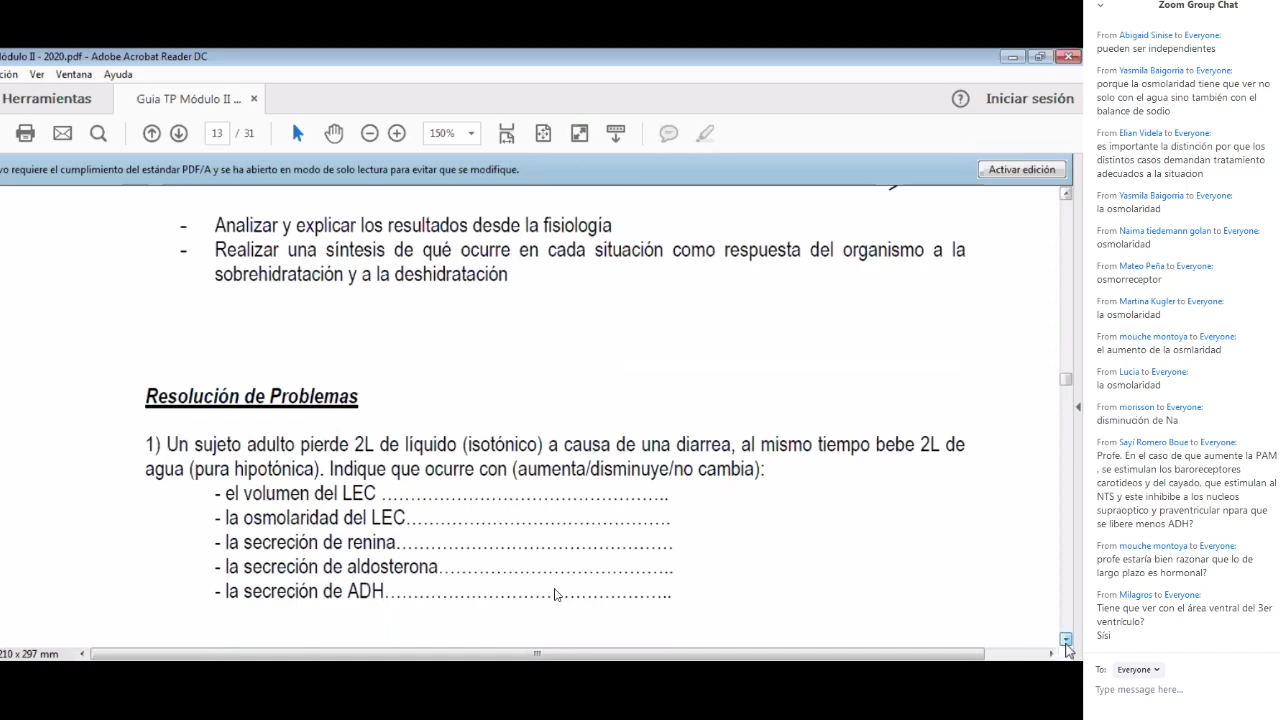 ódulo II - 2020.pdf - Adobe Acrobat Reader DC
ción Ver Ventana Ayuda
Herramientas
Guia TP Módulo II ... ×
Iniciar sesión
13 / 31
150%
vo requiere el cumplimiento del estándar PDF/A y se ha abierto en modo de solo lectura para evitar que se modifique.
Activar edición
- Analizar y explicar los resultados desde la fisiología
- Realizar una síntesis de qué ocurre en cada situación como respuesta del organismo a la
sobrehidratación y a la deshidratación
Resolución de Problemas
1) Un sujeto adulto pierde 2L de líquido (isotónico) a causa de una diarrea, al mismo tiempo bebe 2L de
agua (pura hipotónica). Indique que ocurre con (aumenta/disminuye/no cambia):
- el volumen del LEC ……………………………………………..
- la osmolaridad del LEC……………………………………….
- la secreción de renina…………………………………………
- la secreción de aldosterona…………………………………..
- la secreción de ADH…………………………………………..
210 x 297 mm
Zoom Group Chat
From Abigaid Sinise to Everyone:
pueden ser independientes
From Yasmila Baigorria to Everyone:
porque la osmolaridad tiene que ver no
solo con el agua sino también con el
balance de sodio
From Elian Videla to Everyone:
es importante la distinción por que los
distintos casos demandan tratamiento
adecuados a la situacion
From Yasmila Baigorria to Everyone:
la osmolaridad
From Naima tiedemann golan to Everyone:
osmolaridad
From Mateo Peña to Everyone:
osmorreceptor
From Martina Kugler to Everyone:
la osmolaridad
From mouche montoya to Everyone:
el aumento de la osmlaridad
From Lucia to Everyone:
la osmolaridad
From morisson to Everyone:
disminución de Na
From Sayí Romero Boue to Everyone:
Profe. En el caso de que aumente la PAM
, se estimulan los baroreceptores
carotideos y del cayado, que estimulan al
NTS y este inhibibe a los nucleos
supraoptico y praventricular npara que
se libere menos ADH?
From mouche montoya to Everyone:
profe estaría bien razonar que lo de
largo plazo es hormonal?
From Milagros to Everyone:
Tiene que ver con el área ventral del 3er
ventrículo?
Sísi
To: Everyone
Type message here...